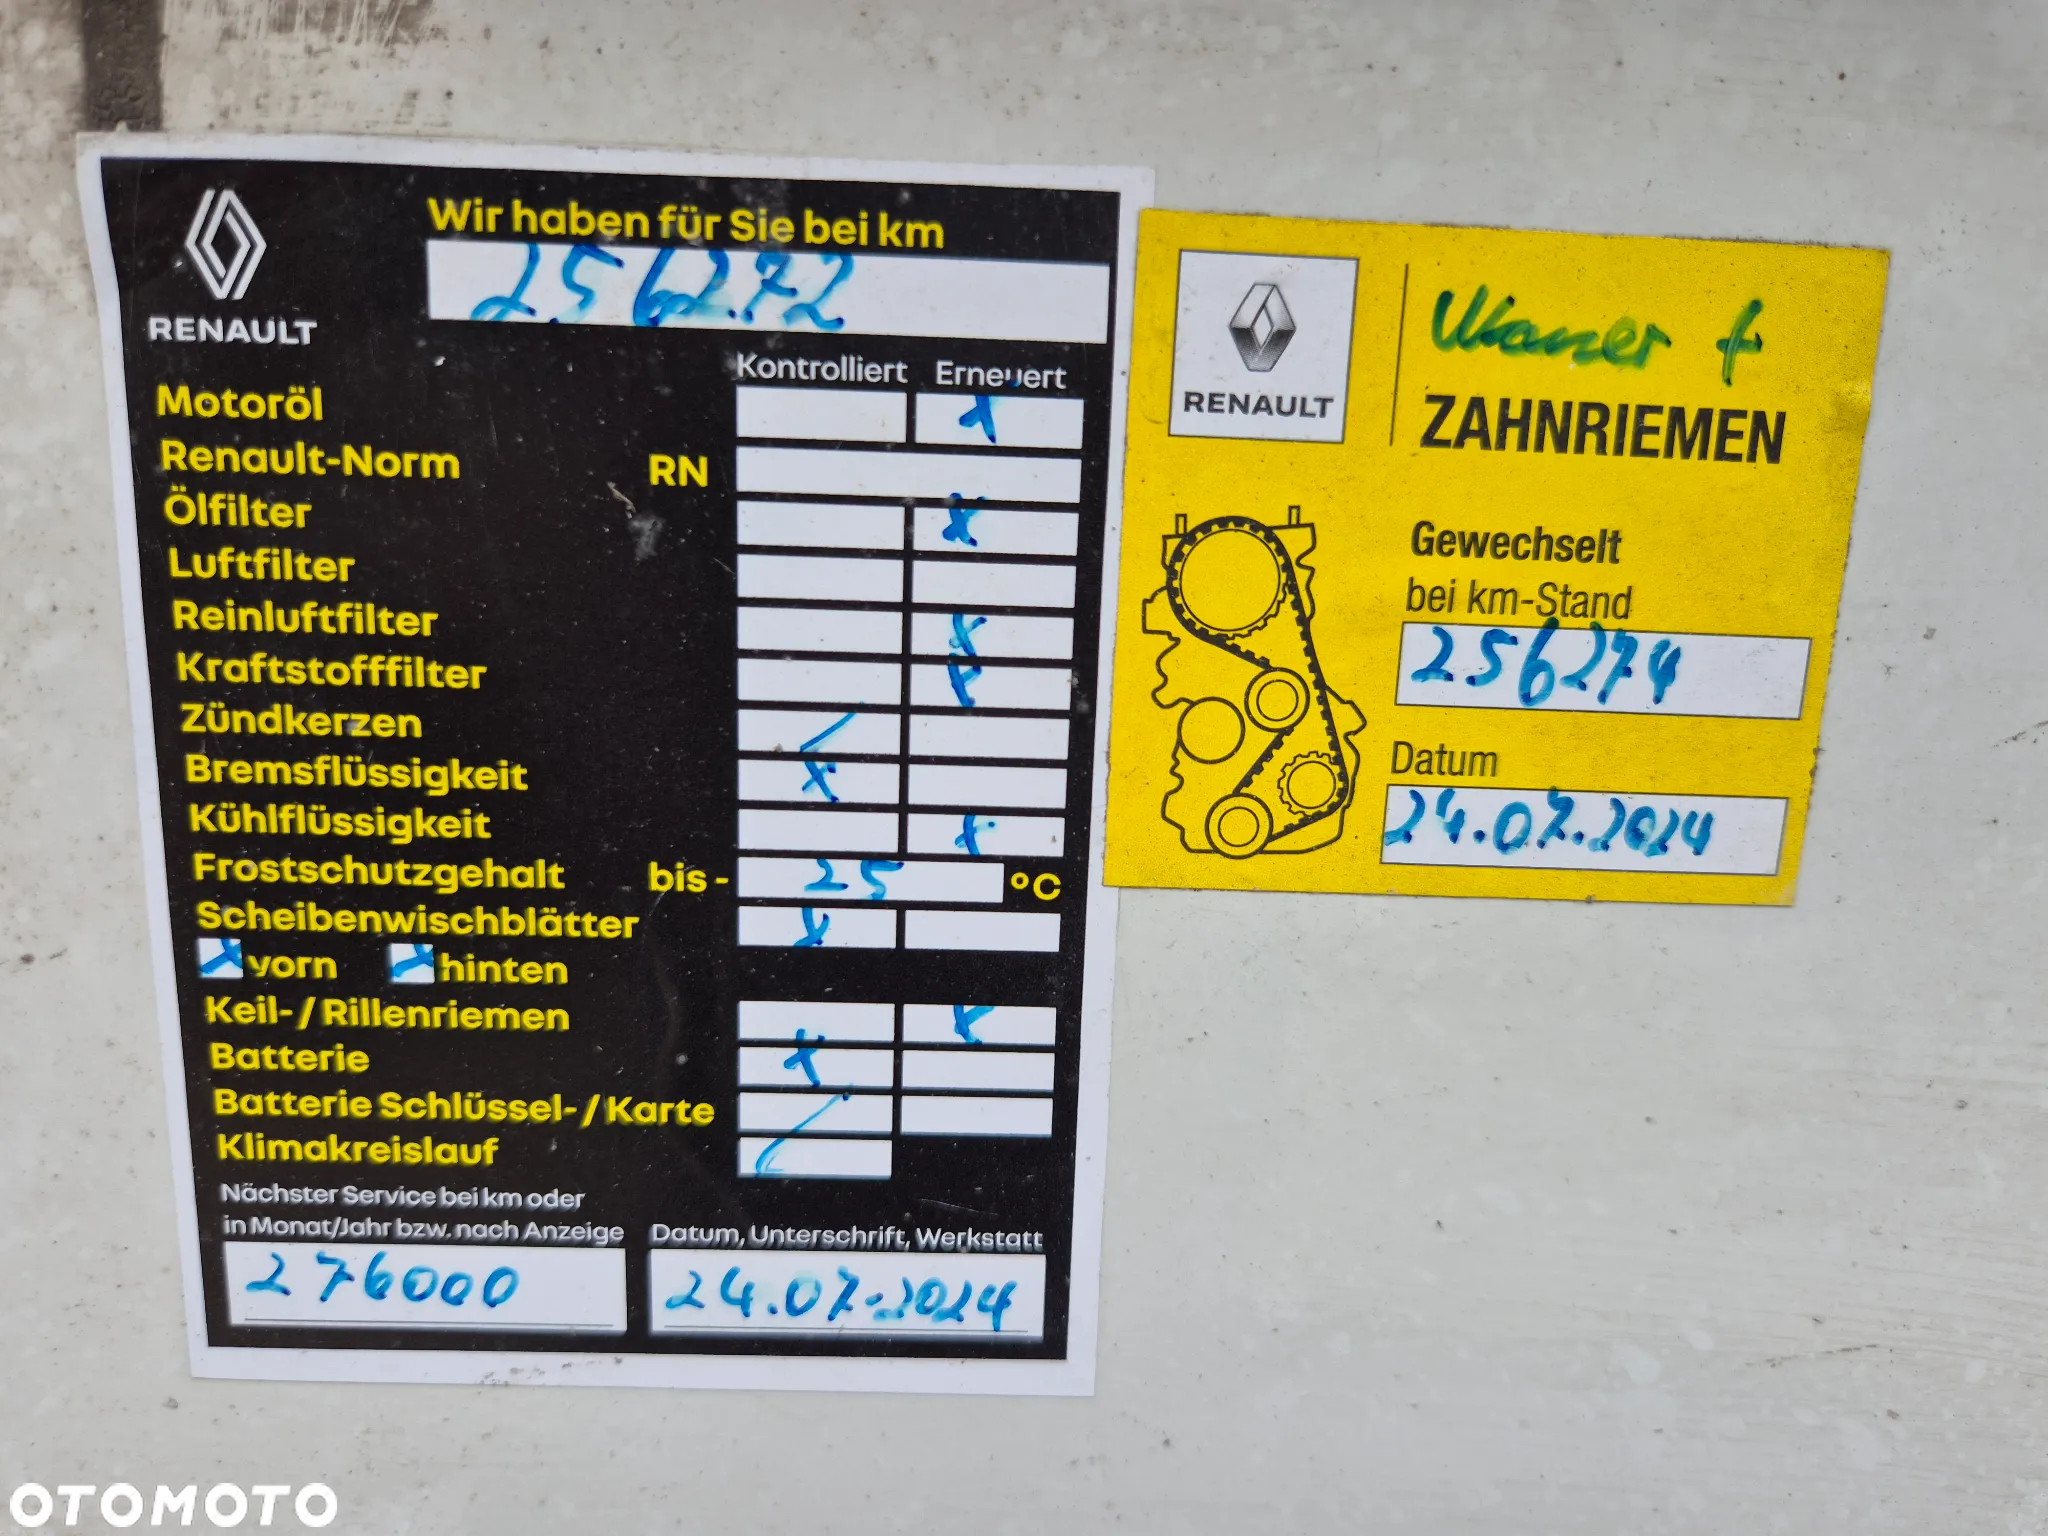 Wir haben für Sie bei km
256272
RENAULT
Kontrolliert Erneuert
Motoröl x
Renault-Norm RN
Ölfilter x
Luftfilter
Reinluftfilter x
Kraftstofffilter x
Zündkerzen
Bremsflüssigkeit x
Kühlflüssigkeit x
Frostschutzgehalt bis - 25 °C
Scheibenwischblätter x
x vorn x hinten
Keil- / Rillenriemen x
Batterie x
Batterie Schlüssel- / Karte
Klimakreislauf
Nächster Service bei km oder
in Monat/Jahr bzw. nach Anzeige
276000
Datum, Unterschrift, Werkstatt
24.07.2024
RENAULT
+
ZAHNRIEMEN
Gewechselt
bei km-Stand
256274
Datum
24.07.2024
OTOMOTO